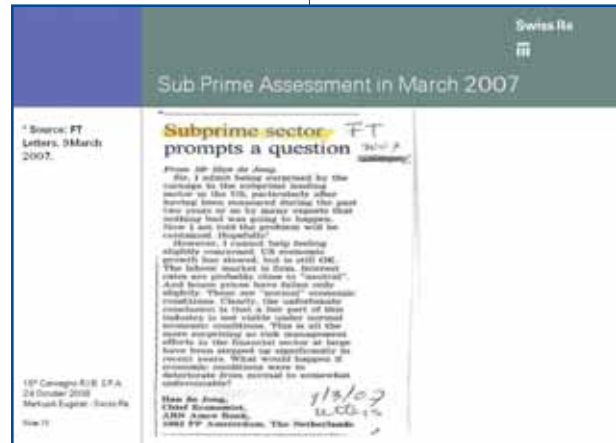 Swiss Re
Sub Prime Assessment in March 2007
* Source: FT
Letters, 9March
2007.
Subprime sector
prompts a question
FT
From Mr Han de Jong.
Sir, I admit being surprised by the
carnage in the subprime lending
sector in the US, particularly after
having been reassured during the past
two years or so by many experts that
nothing bad was going to happen.
Now I am told the problem will be
contained. Hopefully!
However, I cannot help feeling
slightly concerned. US economic
growth has slowed, but is still OK.
The labour market is firm. Interest
rates are probably close to "neutral".
And house prices have fallen only
slightly. These are "normal" economic
conditions. Clearly, the unfortunate
conclusion is that a fair part of this
industry is not viable under normal
economic conditions. This is all the
more surprising as risk management
efforts in the financial sector at large
have been stepped up significantly in
recent years. What would happen if
economic conditions were to
deteriorate from normal to somewhat
unfavourable?
Han de Jong,
Chief Economist,
ABN Amro Bank,
1082 PP Amsterdam, The Netherlands
9/3/07
Letters
24 October 2008
Slide 11